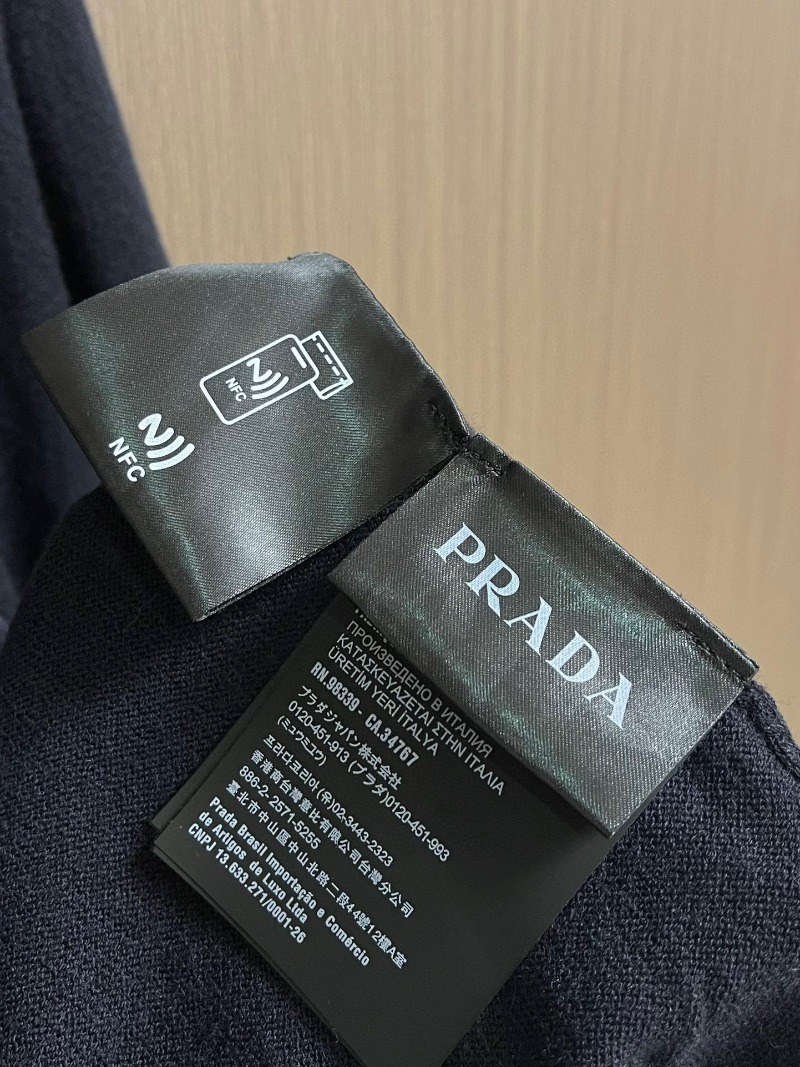 NFC
NFC
PRADA
ПРОИЗВЕДЕНО В ИТАЛИЯ
ΚΑΤΑΣΚΕΥΑΖΕΤΑΙ ΣΤΗΝ ΙΤΑΛΙΑ
ÜRETİM YERİ İTALYA
RN.98339 - CA.34767
プラダジャパン株式会社
0120-451-913 (プラダ)0120-451-993
(ミュウミュウ)
프라다코리아(유)02-3443-2323
香港商台灣普比有限公司台灣分公司
886-2-2571-5255
臺北市中山區中山北路二段44號12樓A室
Prada Brasil Importação e Comércio
de Artigos de Luxo Ltda
CNPJ 13.633.271/0001-26